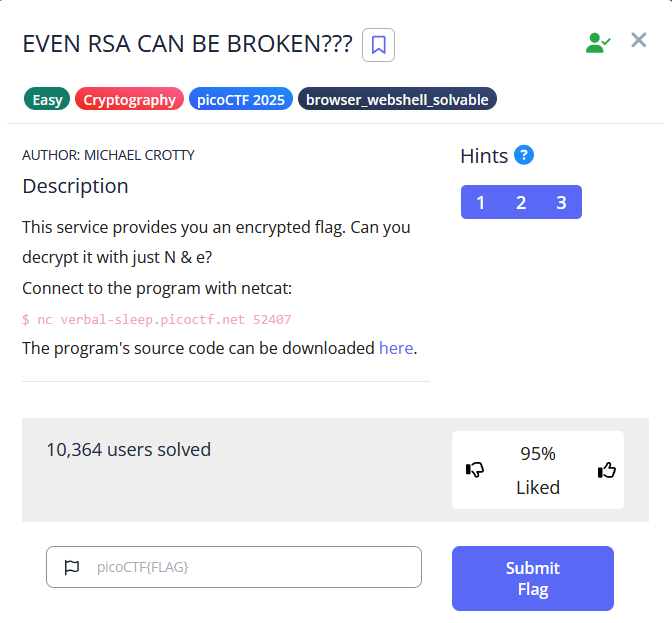 EVEN RSA CAN BE BROKEN???
Easy Cryptography picoCTF 2025 browser_webshell_solvable
AUTHOR: MICHAEL CROTTY
Description
This service provides you an encrypted flag. Can you
decrypt it with just N & e?
Connect to the program with netcat:
$ nc verbal-sleep.picoctf.net 52407
The program's source code can be downloaded here.
Hints ?
1 2 3
10,364 users solved
95%
Liked
picoCTF{FLAG}
Submit
Flag